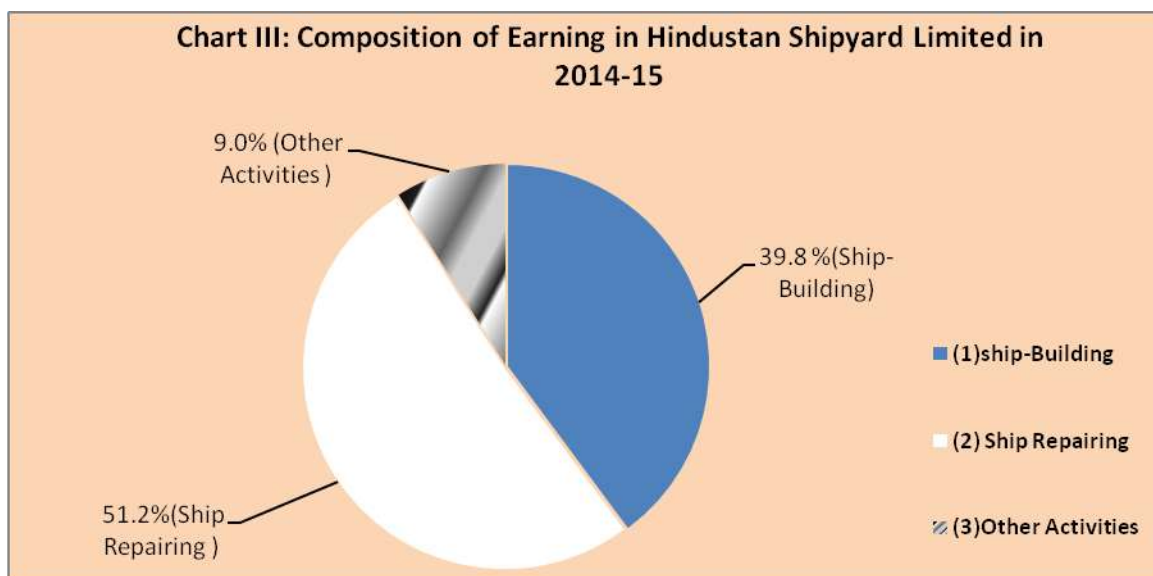 Chart III: Composition of Earning in Hindustan Shipyard Limited in
2014-15
9.0% (Other
Activities )
39.8 %(Ship-
Building)
(1)ship-Building
(2) Ship Repairing
51.2%(Ship
Repairing )
(3)Other Activities